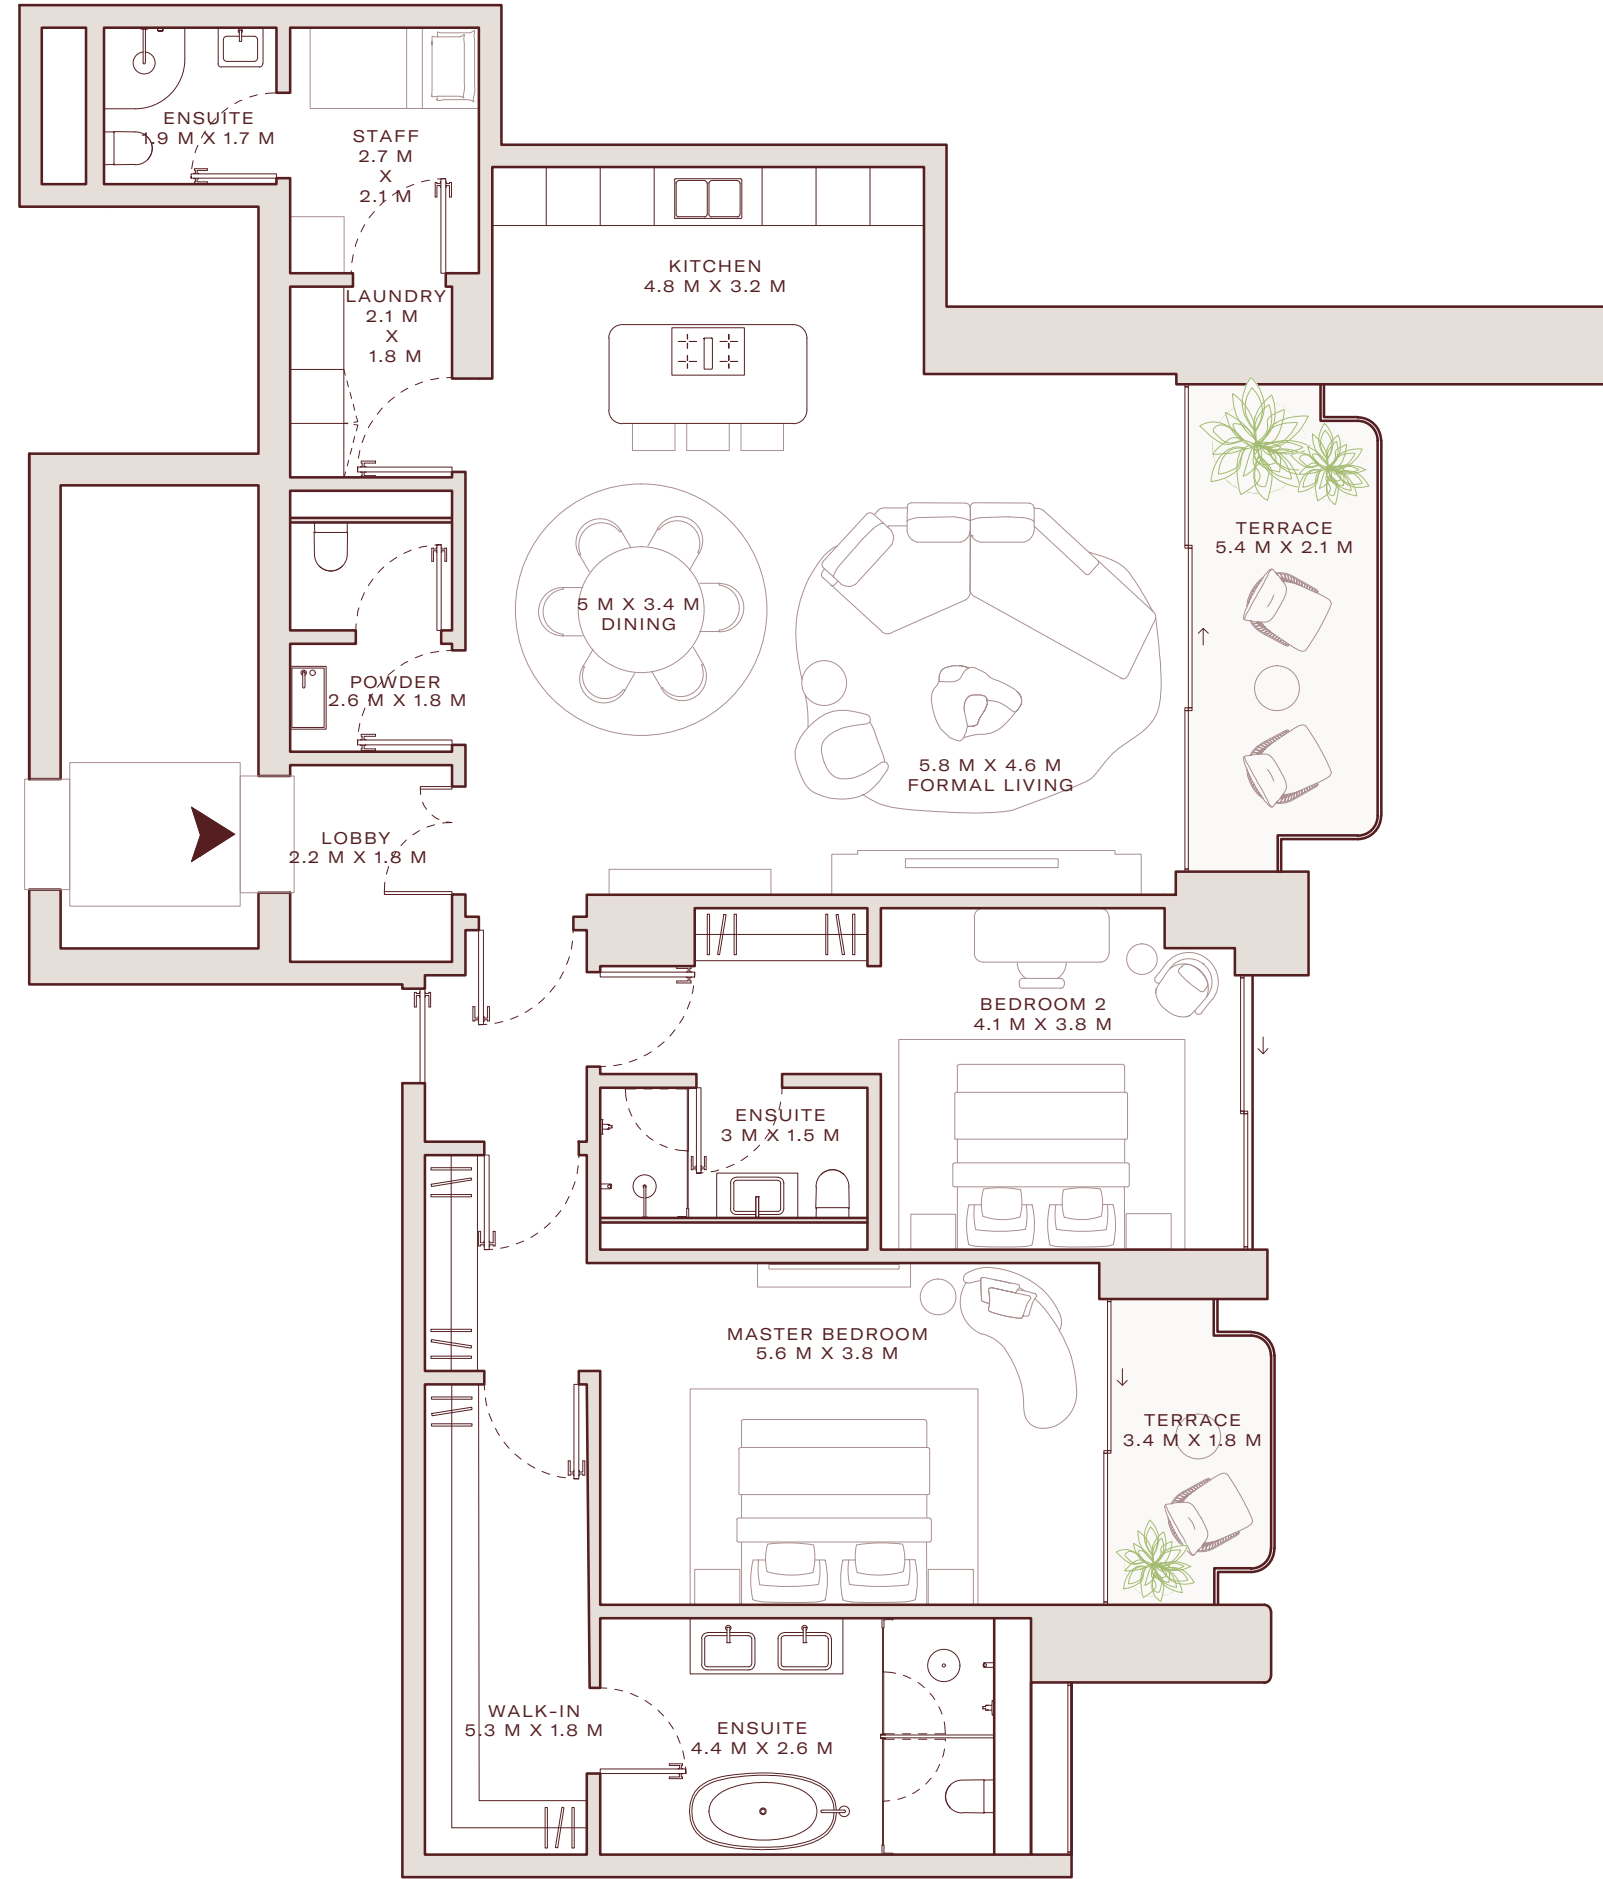 ENSUITE
1.9 M X 1.7 M
STAFF
2.7 M
X
2.1 M
KITCHEN
4.8 M X 3.2 M
LAUNDRY
2.1 M
X
1.8 M
TERRACE
5.4 M X 2.1 M
5 M X 3.4 M
DINING
POWDER
2.6 M X 1.8 M
5.8 M X 4.6 M
FORMAL LIVING
LOBBY
2.2 M X 1.8 M
BEDROOM 2
4.1 M X 3.8 M
ENSUITE
3 M X 1.5 M
MASTER BEDROOM
5.6 M X 3.8 M
TERRACE
3.4 M X 1.8 M
WALK-IN
5.3 M X 1.8 M
ENSUITE
4.4 M X 2.6 M